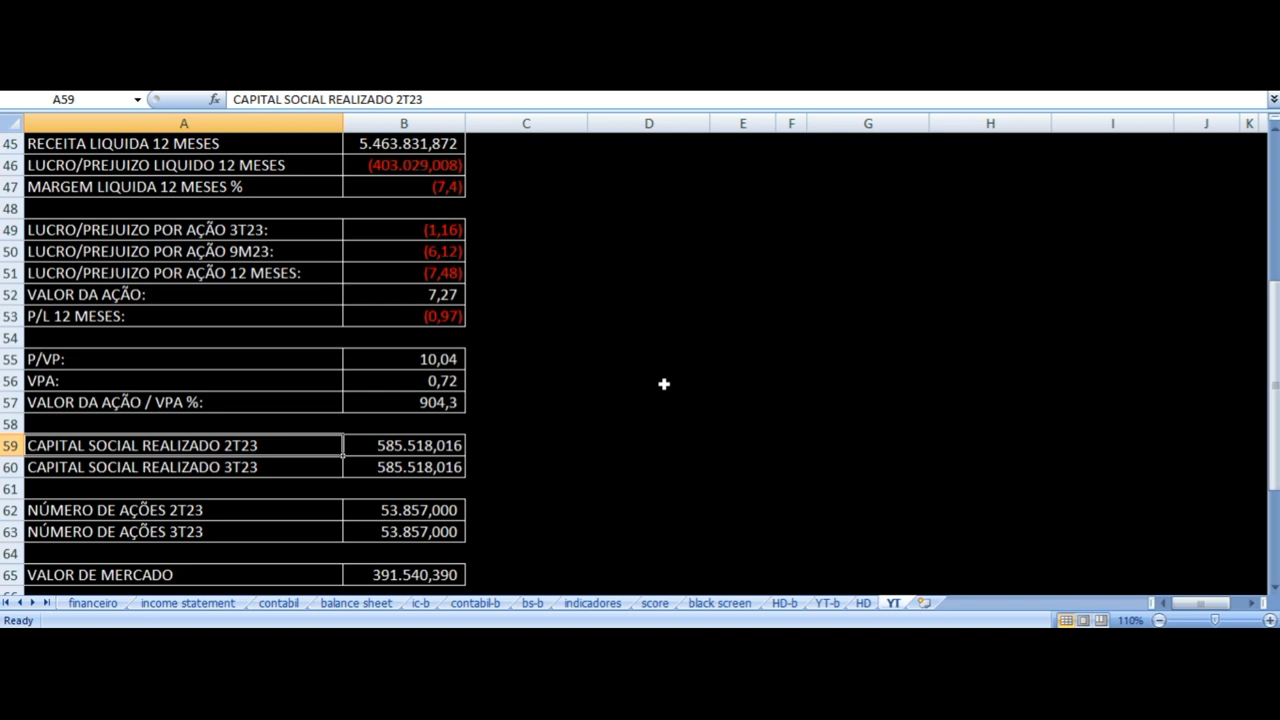 A59 fx CAPITAL SOCIAL REALIZADO 2T23
A B C D E F G H I J K
45 RECEITA LIQUIDA 12 MESES 5.463.831,872
46 LUCRO/PREJUIZO LIQUIDO 12 MESES (403.029,008)
47 MARGEM LIQUIDA 12 MESES % (7,4)
48
49 LUCRO/PREJUIZO POR AÇÃO 3T23: (1,16)
50 LUCRO/PREJUIZO POR AÇÃO 9M23: (6,12)
51 LUCRO/PREJUIZO POR AÇÃO 12 MESES: (7,48)
52 VALOR DA AÇÃO: 7,27
53 P/L 12 MESES: (0,97)
54
55 P/VP: 10,04
56 VPA: 0,72
57 VALOR DA AÇÃO / VPA %: 904,3
58
59 CAPITAL SOCIAL REALIZADO 2T23 585.518,016
60 CAPITAL SOCIAL REALIZADO 3T23 585.518,016
61
62 NÚMERO DE AÇÕES 2T23 53.857,000
63 NÚMERO DE AÇÕES 3T23 53.857,000
64
65 VALOR DE MERCADO 391.540,390
financeiro income statement contabil balance sheet ic-b contabil-b bs-b indicadores score black screen HD-b YT-b HD YT
Ready 110%